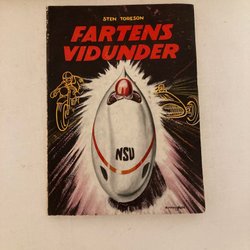 STEN TORESON
FARTENS
VIDUNDER
NSU